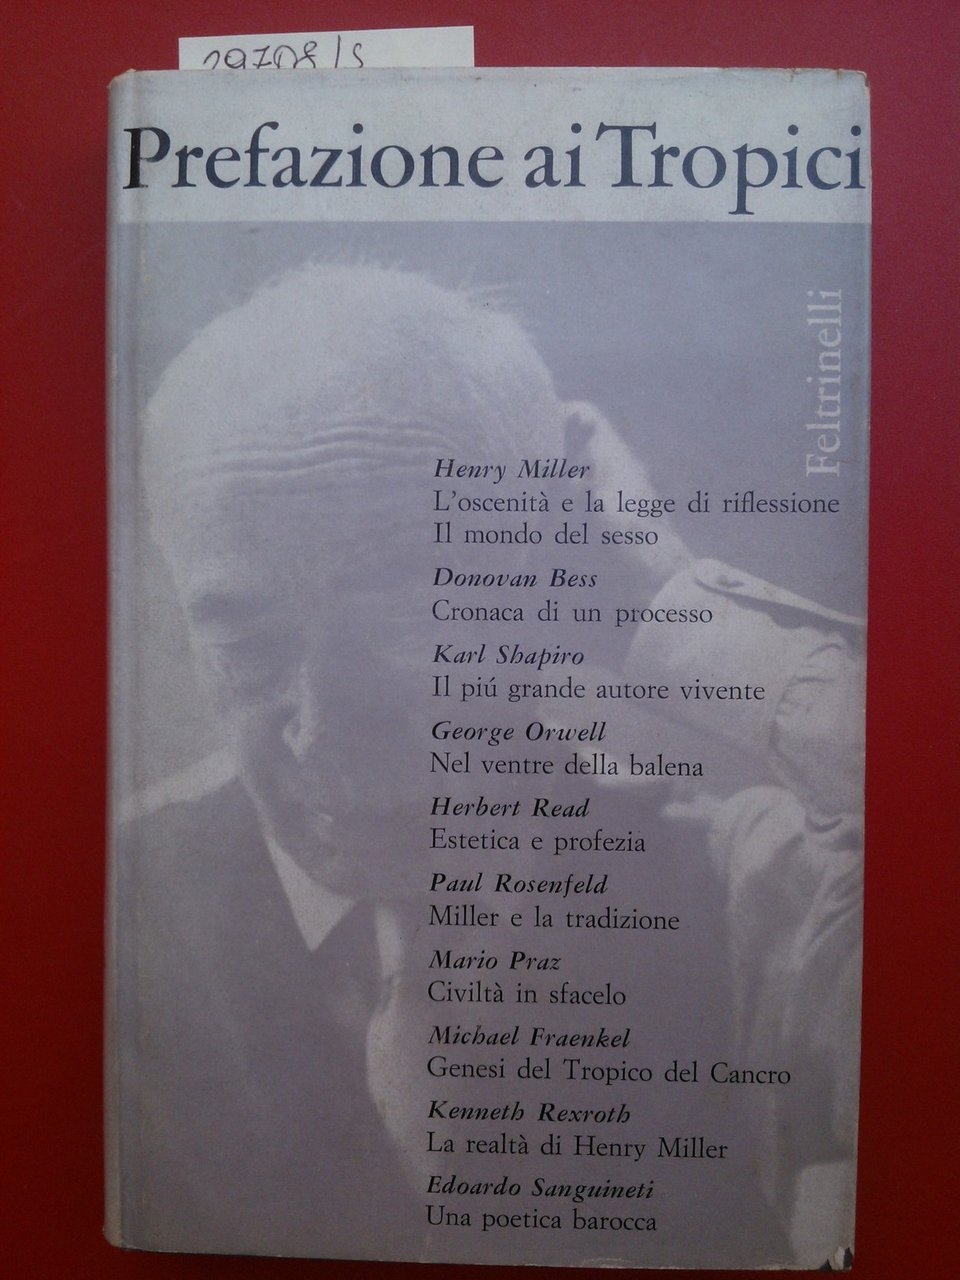 29708/s
Prefazione ai Tropici
Feltrinelli
Henry Miller
L'oscenità e la legge di riflessione
Il mondo del sesso
Donovan Bess
Cronaca di un processo
Karl Shapiro
Il piú grande autore vivente
George Orwell
Nel ventre della balena
Herbert Read
Estetica e profezia
Paul Rosenfeld
Miller e la tradizione
Mario Praz
Civiltà in sfacelo
Michael Fraenkel
Genesi del Tropico del Cancro
Kenneth Rexroth
La realtà di Henry Miller
Edoardo Sanguineti
Una poetica barocca